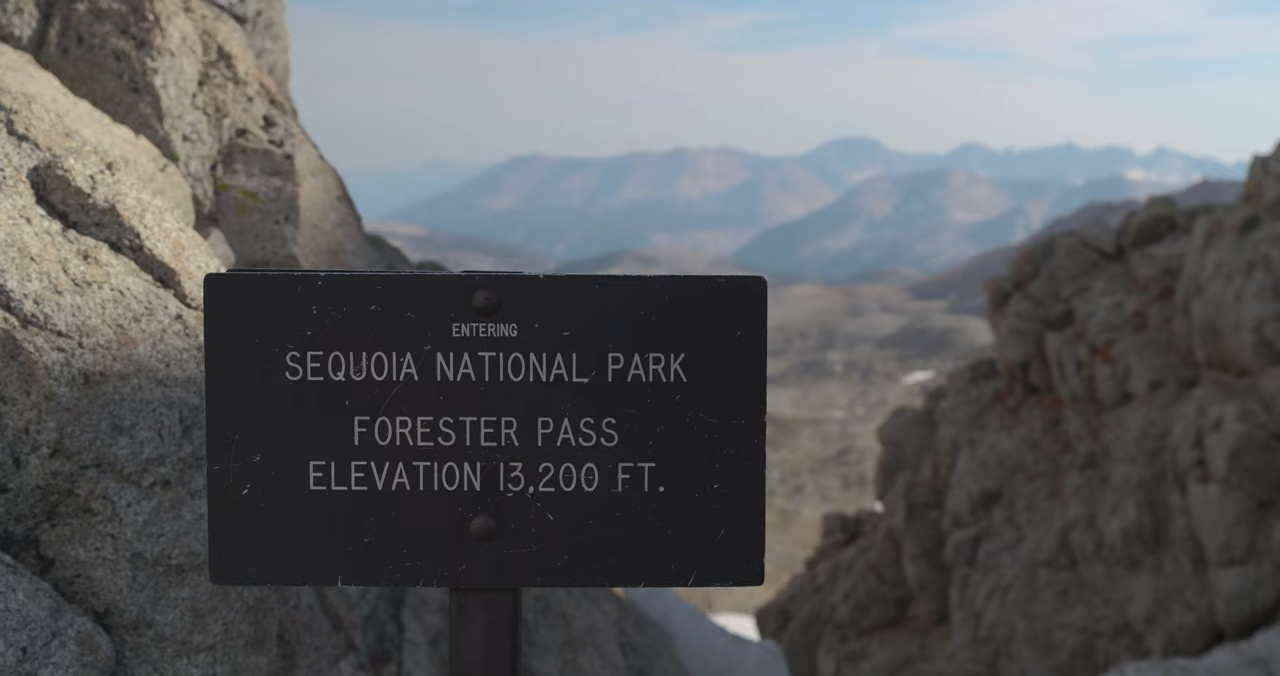 ENTERING
SEQUOIA NATIONAL PARK
FORESTER PASS
ELEVATION 13,200 FT.